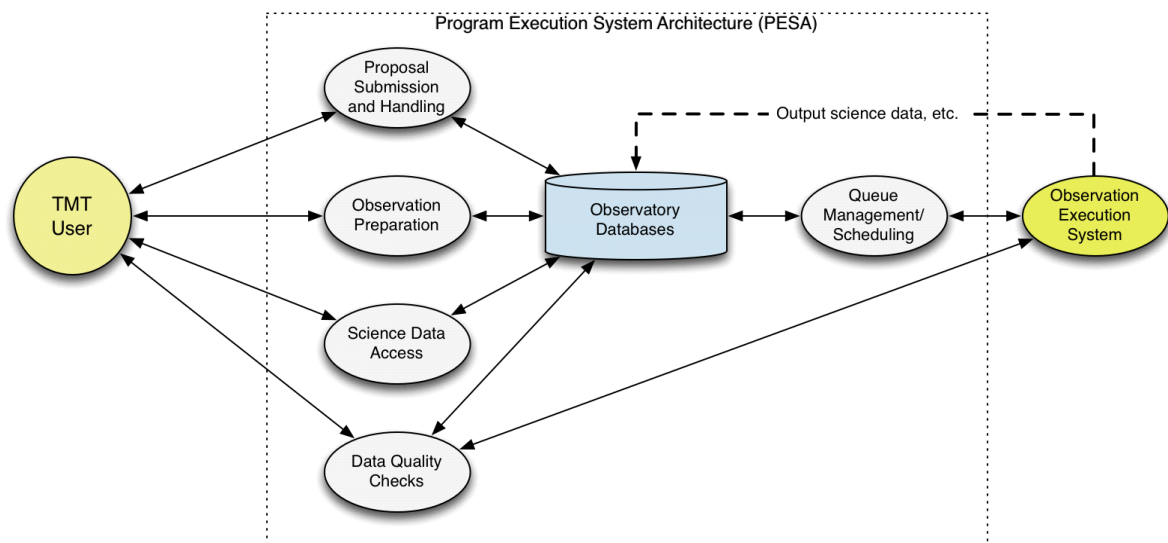 Program Execution System Architecture (PESA)
Proposal
Submission
and Handling
Output science data, etc.
TMT
User
Observation
Preparation
Observatory
Databases
Queue
Management/
Scheduling
Observation
Execution
System
Science Data
Access
Data Quality
Checks